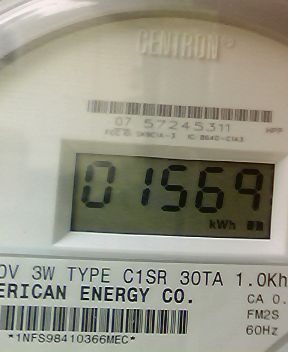 CENTRON®
07 57245311 HPP
01569
kWh
0V 3W TYPE C1SR 30TA 1.0Kh
ERICAN ENERGY CO. CA 0.
FM2S
60Hz
*1NFS98410366MEC*